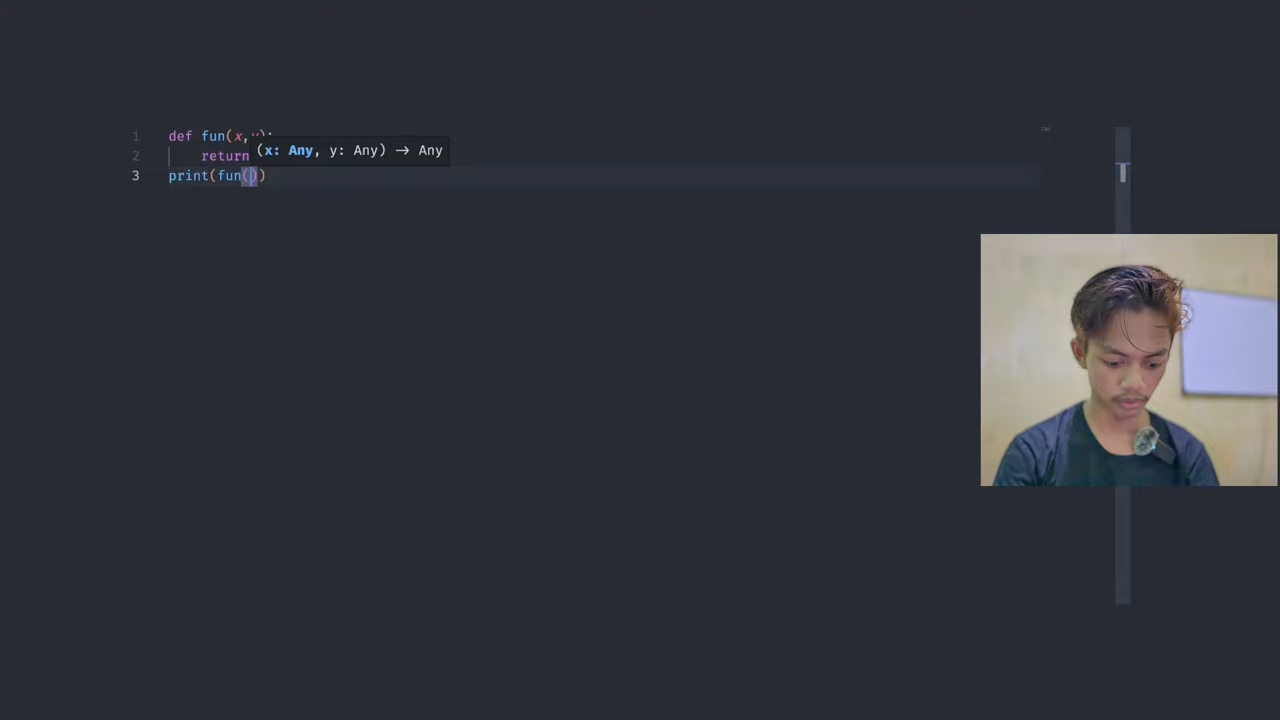 1 def fun(x,y):
2 return
(x: Any, y: Any) → Any
3 print(fun())